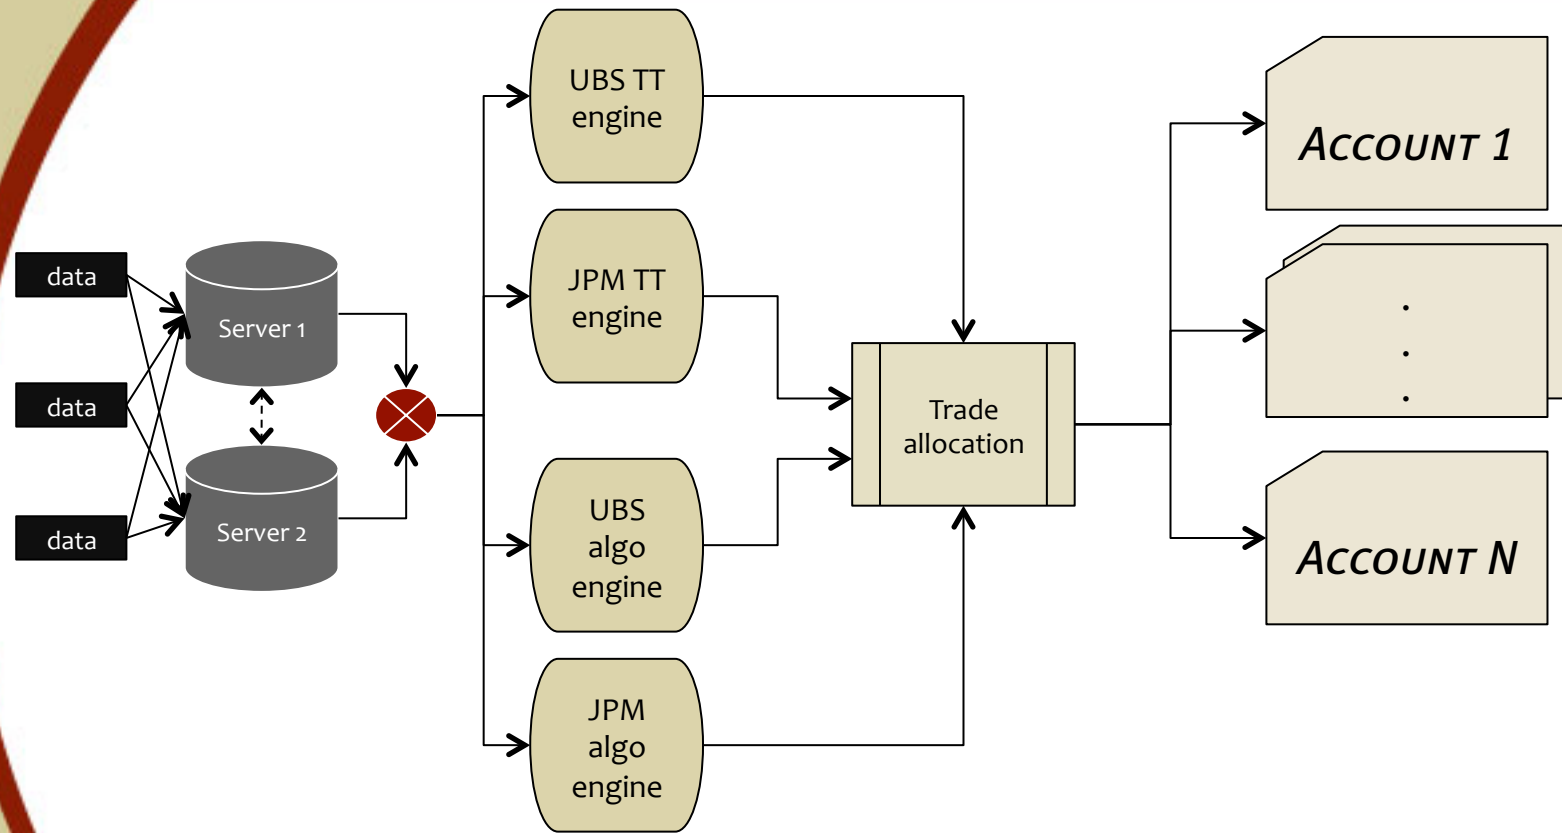 data
data
data
Server 1
Server 2
UBS TT
engine
JPM TT
engine
UBS
algo
engine
JPM
algo
engine
Trade
allocation
ACCOUNT 1
.
.
.
ACCOUNT N